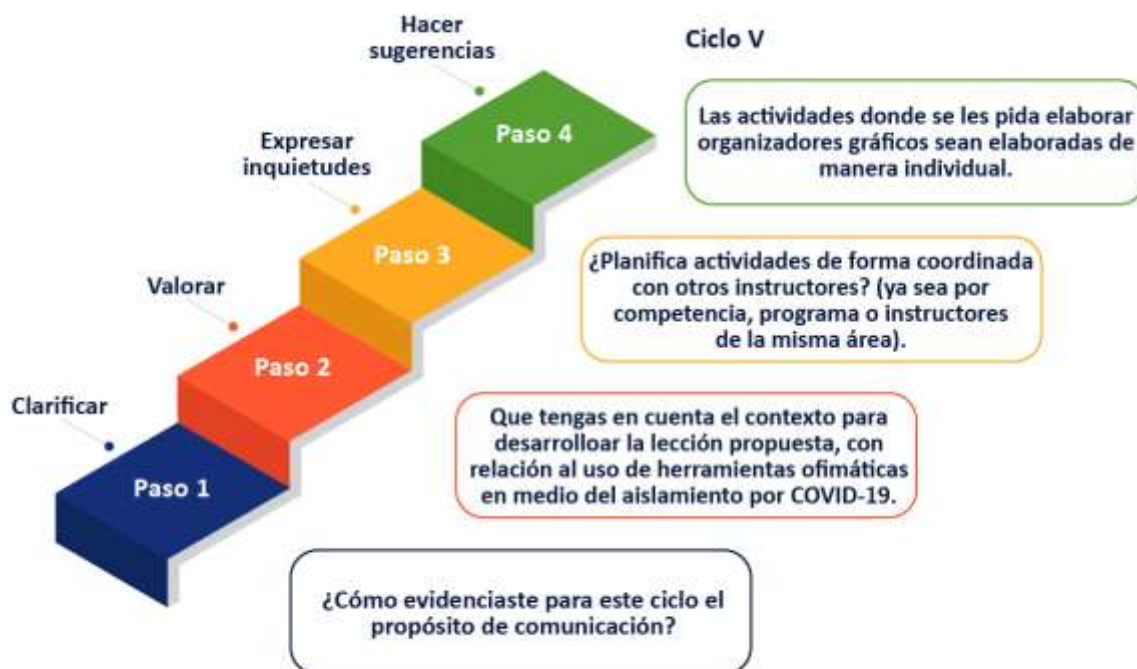 Hacer
sugerencias
Ciclo V
Paso 4
Las actividades donde se les pida elaborar
organizadores gráficos sean elaboradas de
manera individual.
Expresar
inquietudes
Paso 3
¿Planifica actividades de forma coordinada
con otros instructores? (ya sea por
competencia, programa o instructores
de la misma área).
Valorar
Paso 2
Que tengas en cuenta el contexto para
desarrolloar la lección propuesta, con
relación al uso de herramientas ofimáticas
en medio del aislamiento por COVID-19.
Clarificar
Paso 1
¿Cómo evidenciaste para este ciclo el
propósito de comunicación?